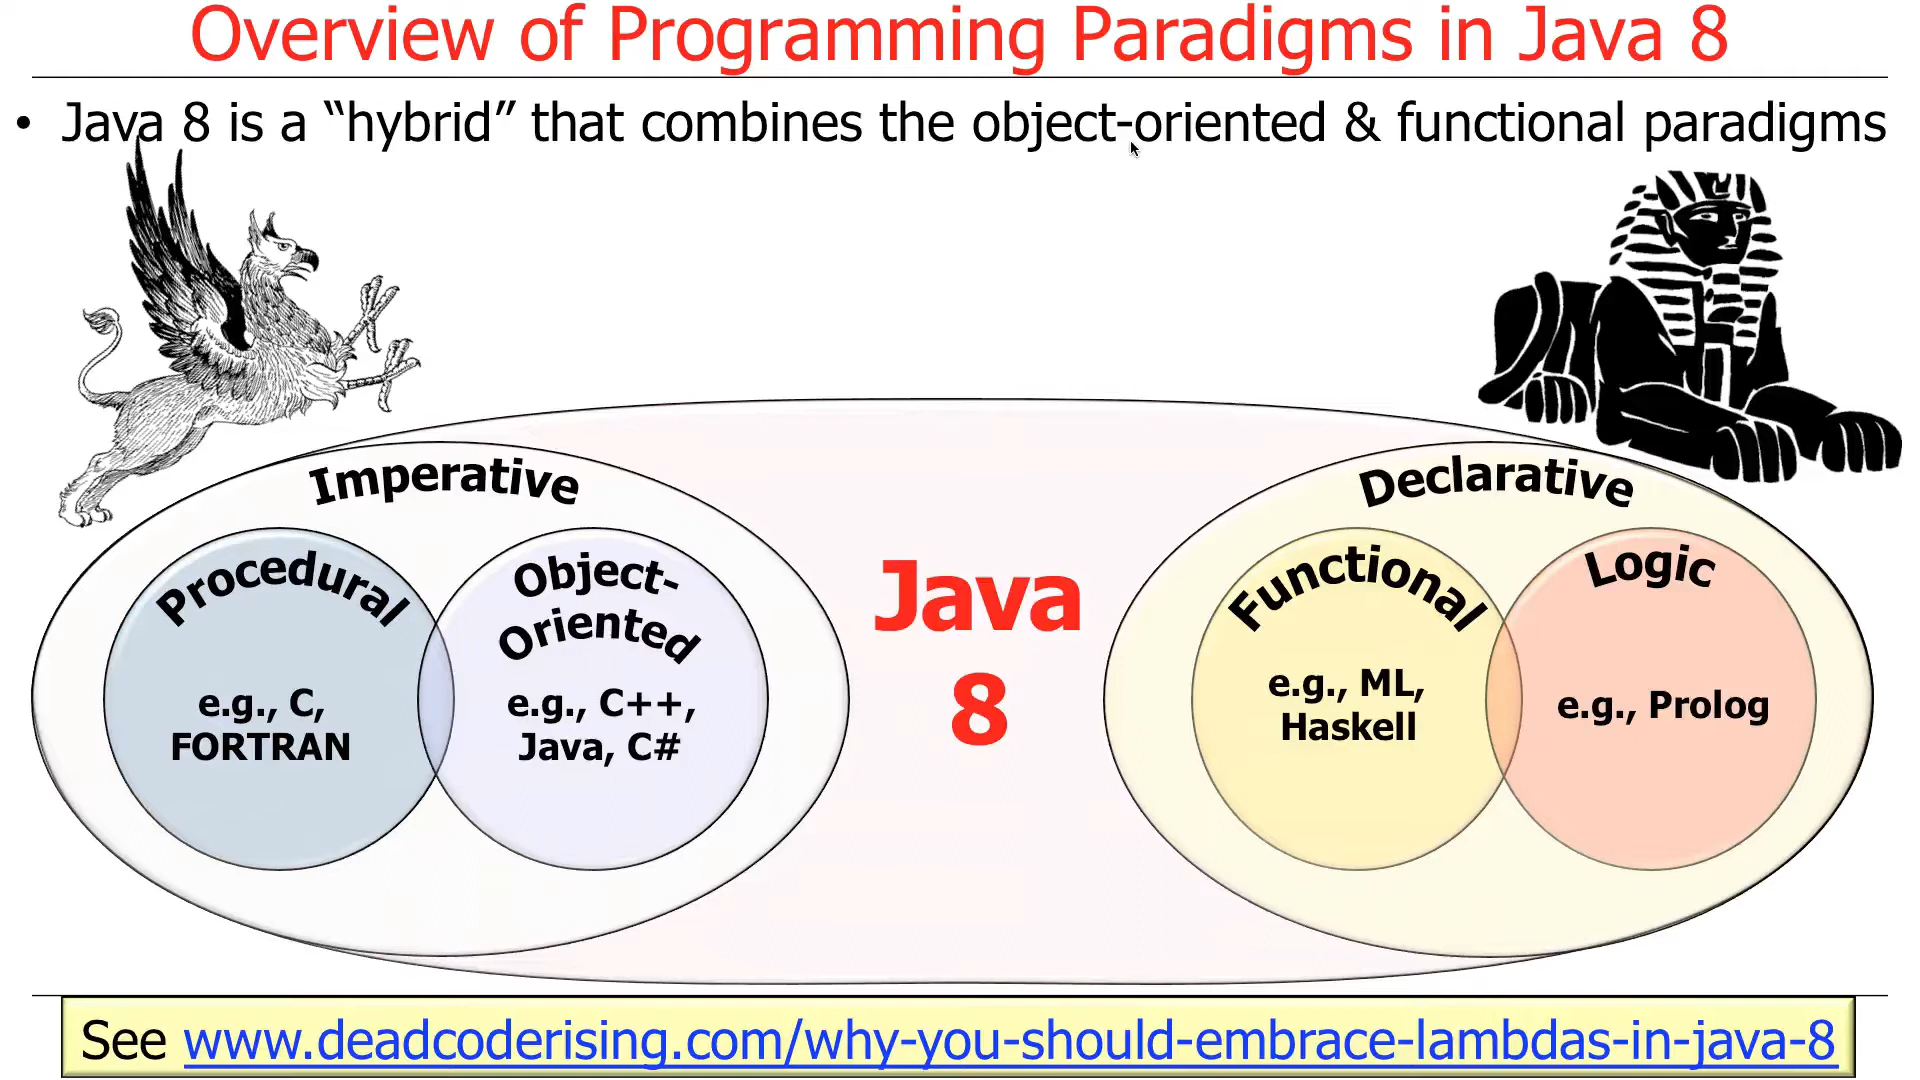 Overview of Programming Paradigms in Java 8
• Java 8 is a “hybrid” that combines the object-oriented & functional paradigms
Imperative
Procedural
e.g., C,
FORTRAN
Object-
Oriented
e.g., C++,
Java, C#
Java
8
Declarative
Functional
e.g., ML,
Haskell
Logic
e.g., Prolog
See www.deadcoderising.com/why-you-should-embrace-lambdas-in-java-8